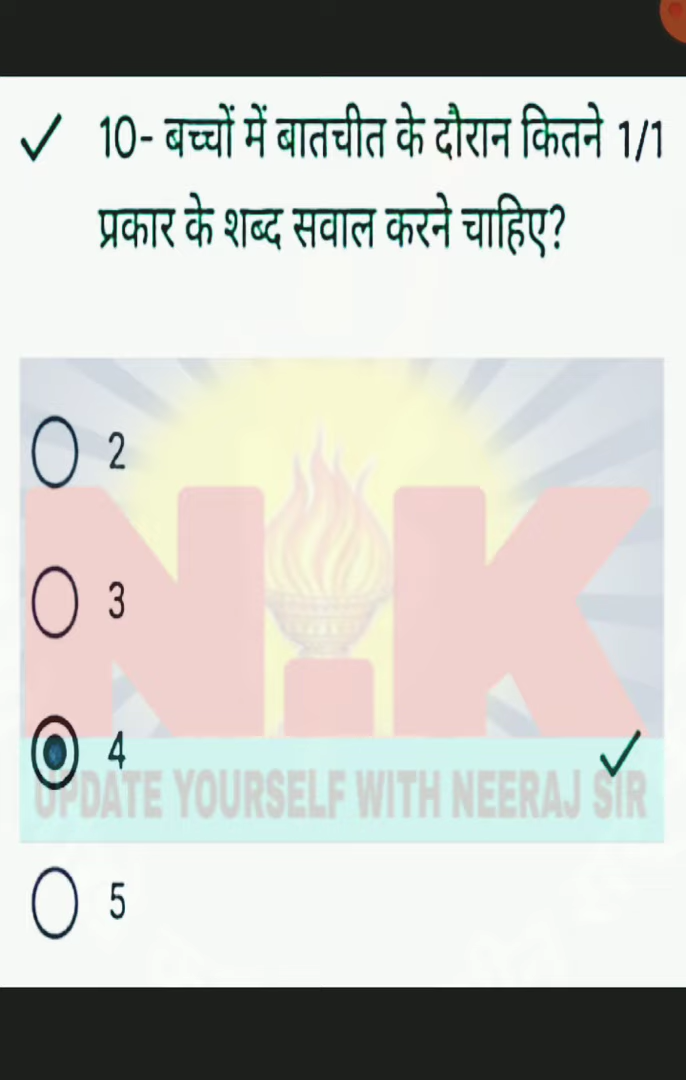 10- बच्चों में बातचीत के दौरान कितने 1/1
प्रकार के शब्द सवाल करने चाहिए?
2
3
NiK
4
UPDATE YOURSELF WITH NEERAJ SIR
5